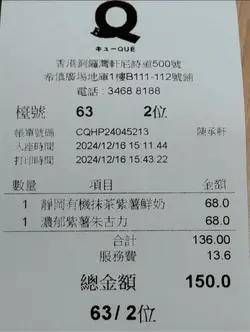 Q
キューQUE
香港銅鑼灣軒尼詩道500號
希慎廣場地庫1樓B111-112號鋪
電話：3468 8188
檯號 63 2位
帳單號碼 CQHP24045213 陳承軒
入座時間 2024/12/16 15:11:44
打印時間 2024/12/16 15:43.22
數量 項目 金額
1 靜岡有機抹茶紫薯鮮奶 68.0
1 濃郁紫薯朱古力 68.0
合計 136.00
服務費 13.6
總金額 150.0
63 / 2位